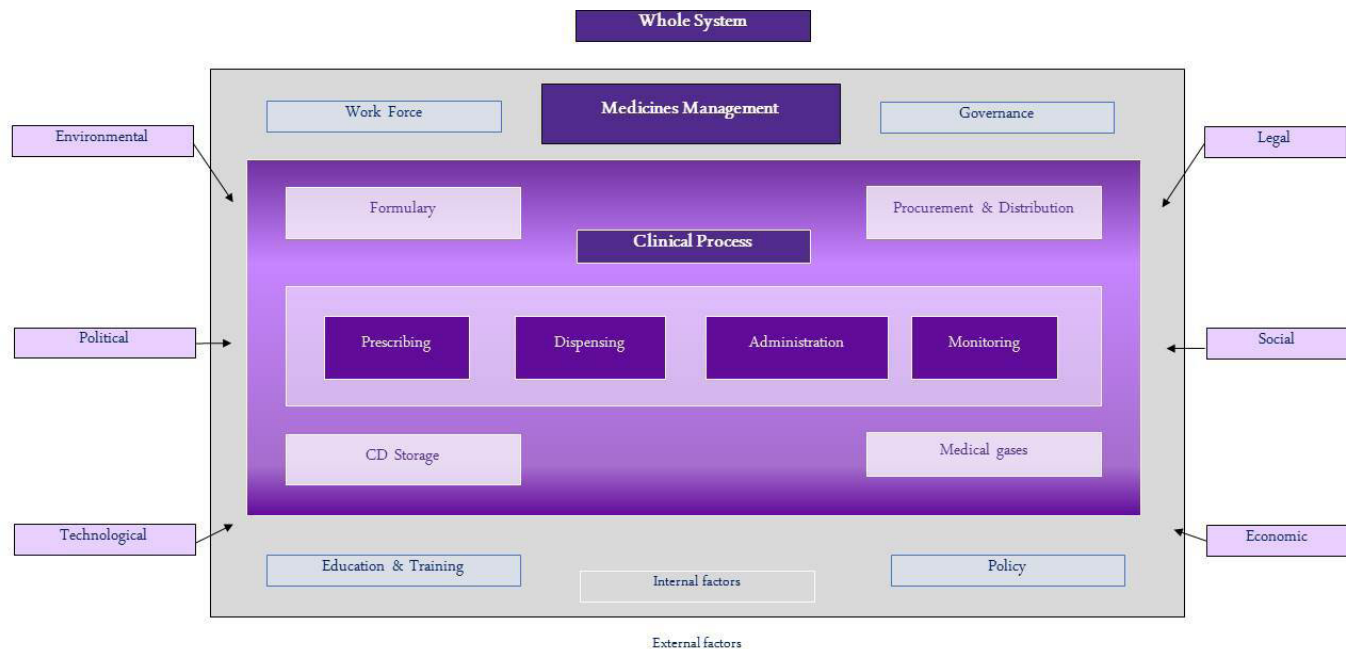 Whole System
Work Force
Medicines Management
Governance
Environmental
Legal
Formulary
Procurement & Distribution
Clinical Process
Political
Prescribing
Dispensing
Administration
Monitoring
Social
CD Storage
Medical gases
Technological
Economic
Education & Training
Internal factors
Policy
External factors